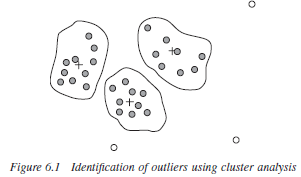 Figure 6.1 Identification of outliers using cluster analysis